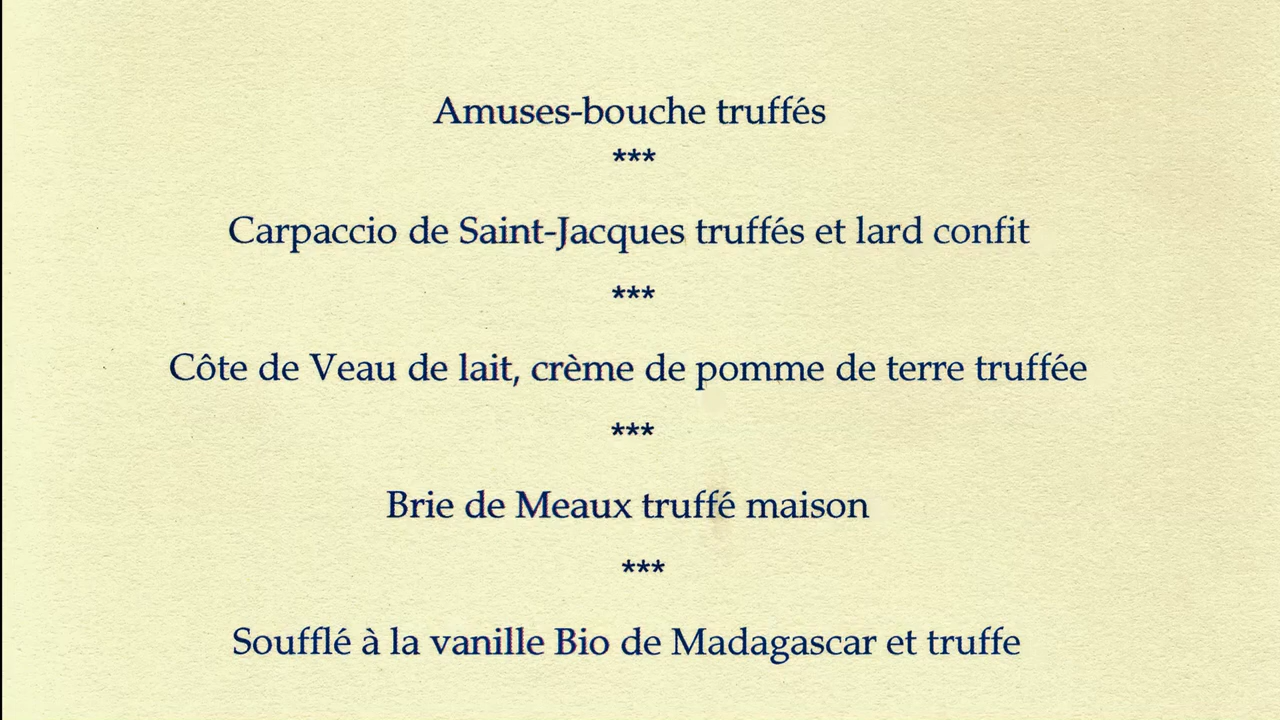 Amuses-bouche truffés
***
Carpaccio de Saint-Jacques truffés et lard confit
***
Côte de Veau de lait, crème de pomme de terre truffée
***
Brie de Meaux truffé maison
***
Soufflé à la vanille Bio de Madagascar et truffe